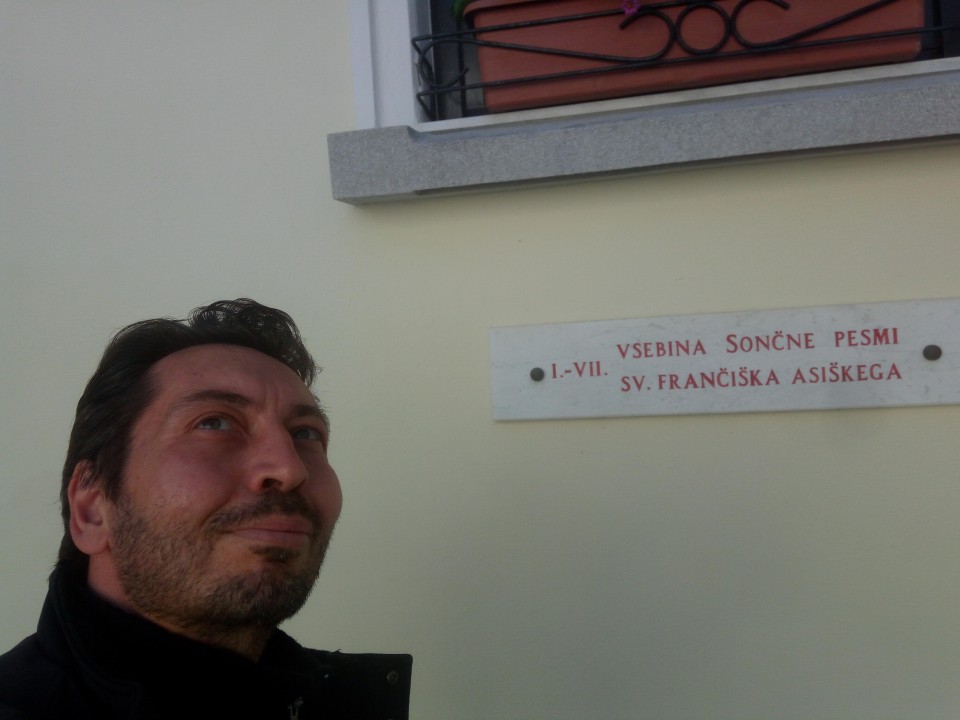 VSEBINA SONČNE PESMI
I.-VII.
SV. FRANČIŠKA ASIŠKEGA